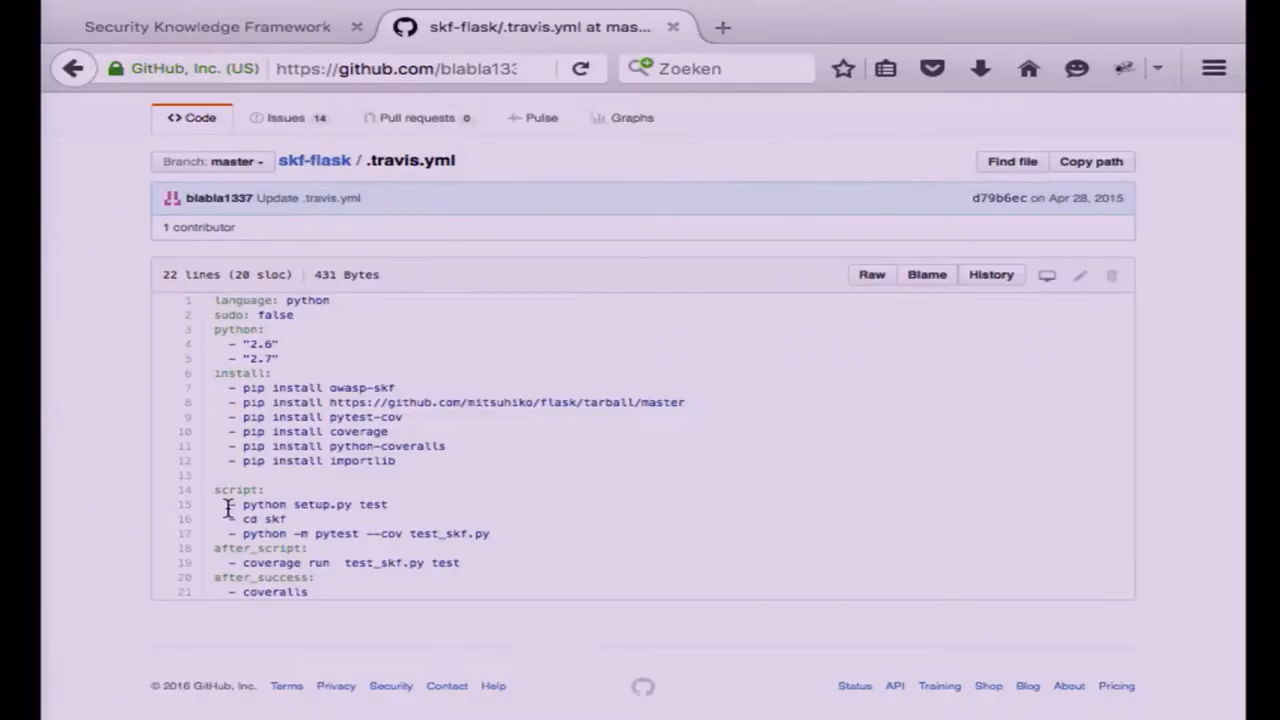 Security Knowledge Framework
skf-flask/.travis.yml at mas...
GitHub, Inc. (US)
https://github.com/blabla133
Zoeken
<> Code
Issues 14
Pull requests 0
Pulse
Graphs
Branch: master
skf-flask / .travis.yml
Find file
Copy path
blabla1337 Update .travis.yml
d79b6ec on Apr 28, 2015
1 contributor
22 lines (20 sloc) | 431 Bytes
Raw
Blame
History
1 language: python
2 sudo: false
3 python:
4 - "2.6"
5 - "2.7"
6 install:
7 - pip install owasp-skf
8 - pip install https://github.com/mitsuhiko/flask/tarball/master
9 - pip install pytest-cov
10 - pip install coverage
11 - pip install python-coveralls
12 - pip install importlib
13
14 script:
15 - python setup.py test
16 - cd skf
17 - python -m pytest --cov test_skf.py
18 after_script:
19 - coverage run  test_skf.py test
20 after_success:
21 - coveralls
© 2016 GitHub, Inc. Terms Privacy Security Contact Help
Status API Training Shop Blog About Pricing